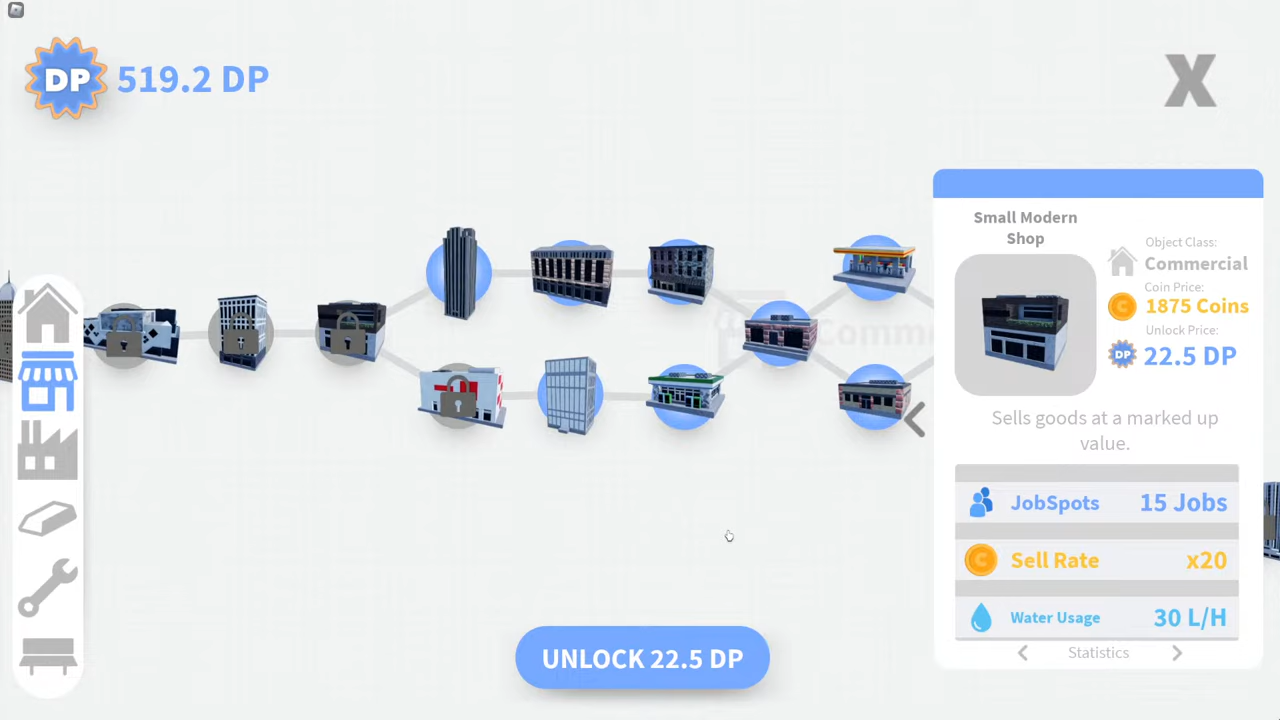 DP 519.2 DP
X
Small Modern
Shop
Object Class:
Commercial
Coin Price:
C 1875 Coins
Unlock Price:
DP 22.5 DP
Sells goods at a marked up
value.
JobSpots 15 Jobs
C Sell Rate x20
Water Usage 30 L/H
Statistics
UNLOCK 22.5 DP